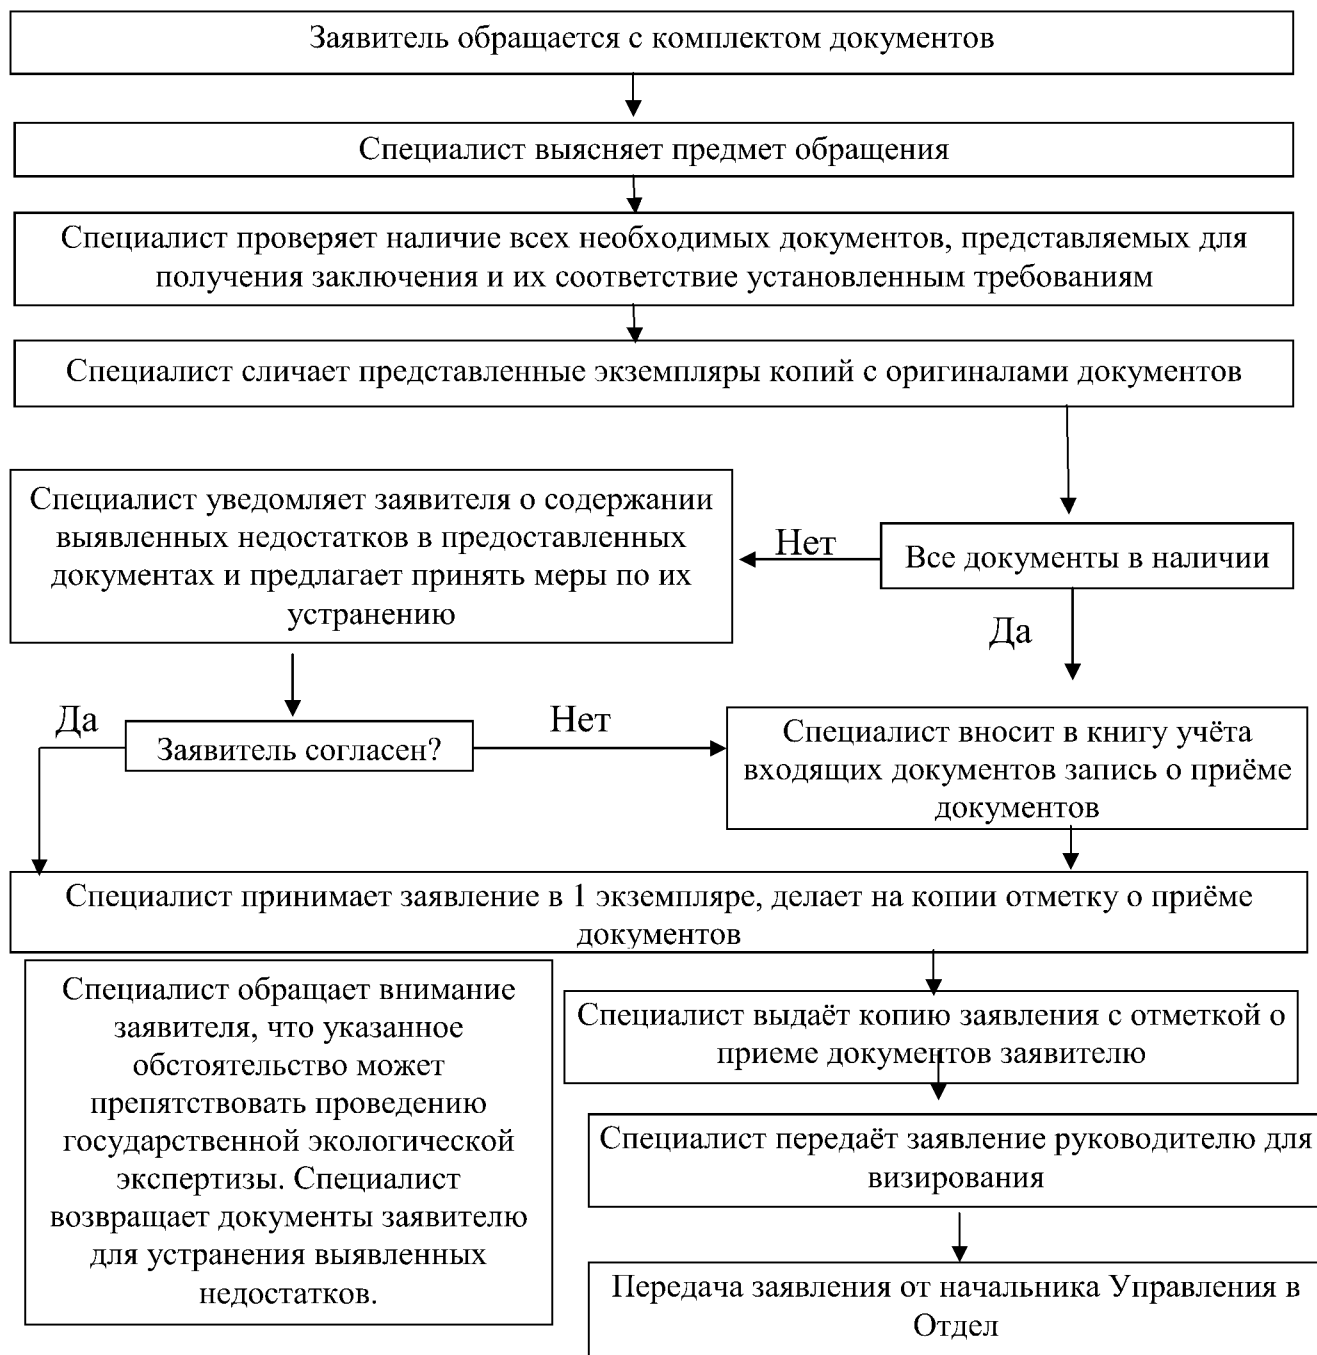 Заявитель обращается с комплектом документов
Специалист выясняет предмет обращения
Специалист проверяет наличие всех необходимых документов, представляемых для
получения заключения и их соответствие установленным требованиям
Специалист сличает представленные экземпляры копий с оригиналами документов
Специалист уведомляет заявителя о содержании
выявленных недостатков в предоставленных
документах и предлагает принять меры по их
устранению
Нет
Все документы в наличии
Да
Да
Заявитель согласен?
Нет
Специалист вносит в книгу учёта
входящих документов запись о приёме
документов
Специалист принимает заявление в 1 экземпляре, делает на копии отметку о приёме
документов
Специалист обращает внимание
заявителя, что указанное
обстоятельство может
препятствовать проведению
государственной экологической
экспертизы. Специалист
возвращает документы заявителю
для устранения выявленных
недостатков.
Специалист выдаёт копию заявления с отметкой о
приеме документов заявителю
Специалист передаёт заявление руководителю для
визирования
Передача заявления от начальника Управления в
Отдел